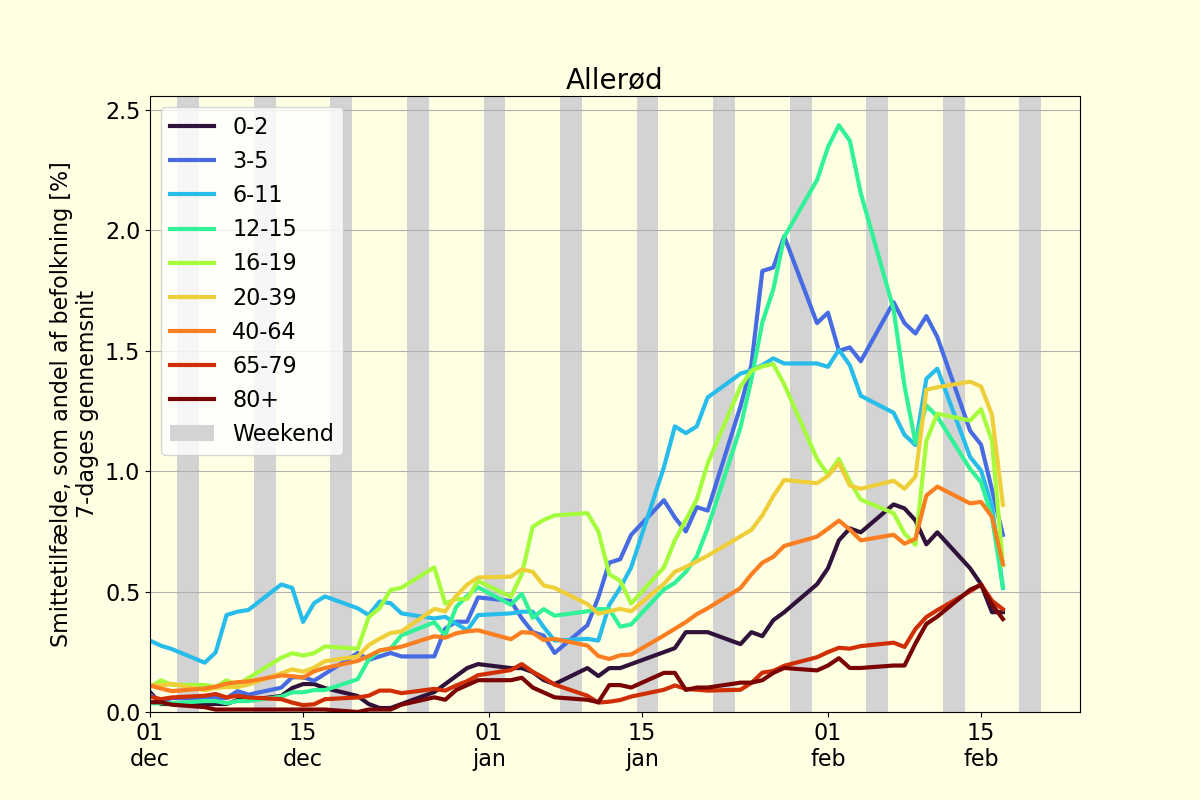 Allerød
Smittetilfælde, som andel af befolkning [%]
7-dages gennemsnit
2.5
2.0
1.5
1.0
0.5
0.0
0-2
3-5
6-11
12-15
16-19
20-39
40-64
65-79
80+
Weekend
01 15 01 15 01 15
dec dec jan jan feb feb